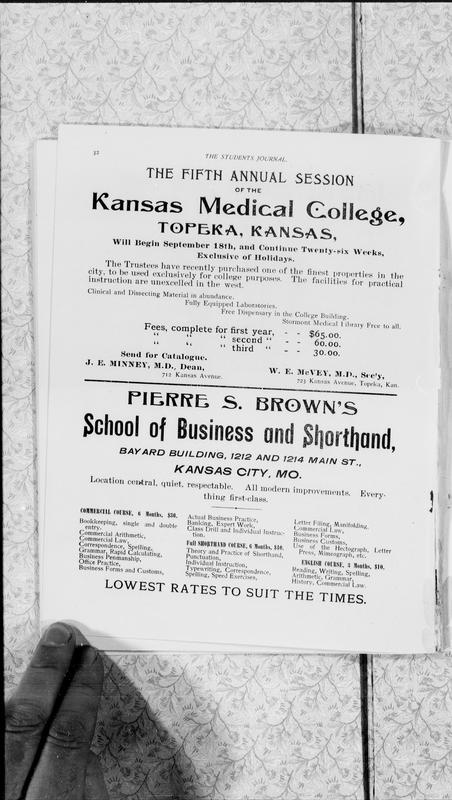 32
THE STUDENTS JOURNAL.
THE FIFTH ANNUAL SESSION
OF THE
Kansas Medical College,
TOPEKA, KANSAS,
Will Begin September 18th, and Continue Twenty-six Weeks,
Exclusive of Holidays.
The Trustees have recently purchased one of the finest properties in the
city, to be used exclusively for college purposes. The facilities for practical
instruction are unexcelled in the west.
Clinical and Dissecting Material in abundance.
Fully Equipped Laboratories.
Free Dispensary in the College Building.
Stormont Medical Library Free to all.
Fees, complete for first year, - - $65.00.
“ “ “ second “ - - 60.00.
“ “ “ third “ - - 30.00.
Send for Catalogue.
J. E. MINNEY, M.D., Dean,
712 Kansas Avenue.
W. E. McVEY, M.D., Sec'y,
723 Kansas Avenue, Topeka, Kan.
PIERRE S. BROWN'S
School of Business and Shorthand,
BAYARD BUILDING, 1212 AND 1214 MAIN ST.,
KANSAS CITY, MO.
Location central, quiet, respectable. All modern improvements. Every-
thing first-class.
COMMERCIAL COURSE, 6 Months, $50.
Bookkeeping, single and double
entry.
Commercial Arithmetic,
Commercial Law,
Correspondence, Spelling,
Grammar, Rapid Calculating,
Business Penmanship,
Office Practice,
Business Forms and Customs,
Actual Business Practice,
Banking, Expert Work,
Class Drill and Individual Instruc-
tion.
Full SHORTHAND COURSE, 6 Months, $50.
Theory and Practice of Shorthand,
Punctuation,
Individual Instruction,
Typewriting, Correspondence,
Spelling, Speed Exercises,
Letter Filing, Manifolding.
Commercial Law,
Business Forms,
Business Customs,
Use of the Hectograph, Letter
Press, Mimeograph, etc.
ENGLISH COURSE, 3 Months, $10.
Reading, Writing, Spelling,
Arithmetic, Grammar,
History, Commercial Law.
LOWEST RATES TO SUIT THE TIMES.